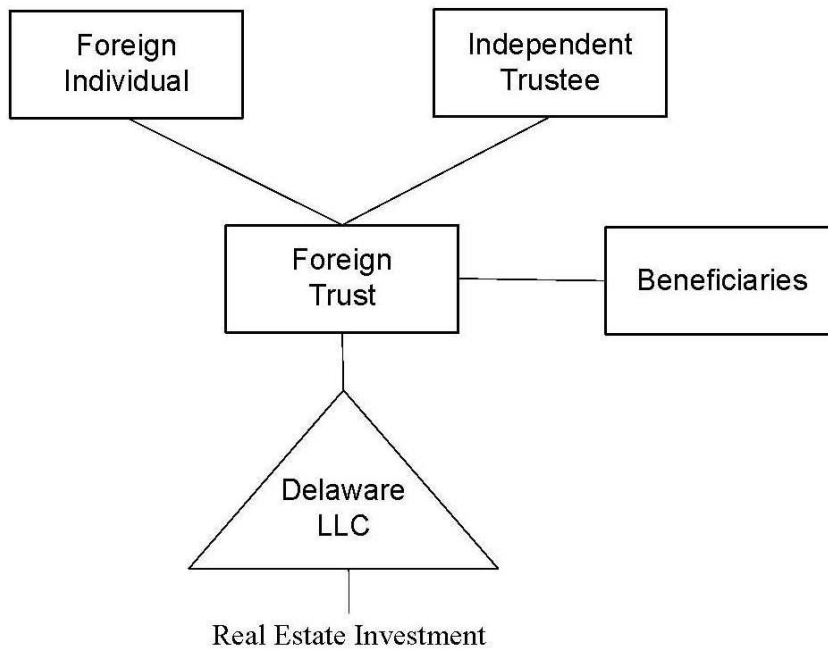 Foreign
Individual
Independent
Trustee
Foreign
Trust
Beneficiaries
Delaware
LLC
Real Estate Investment